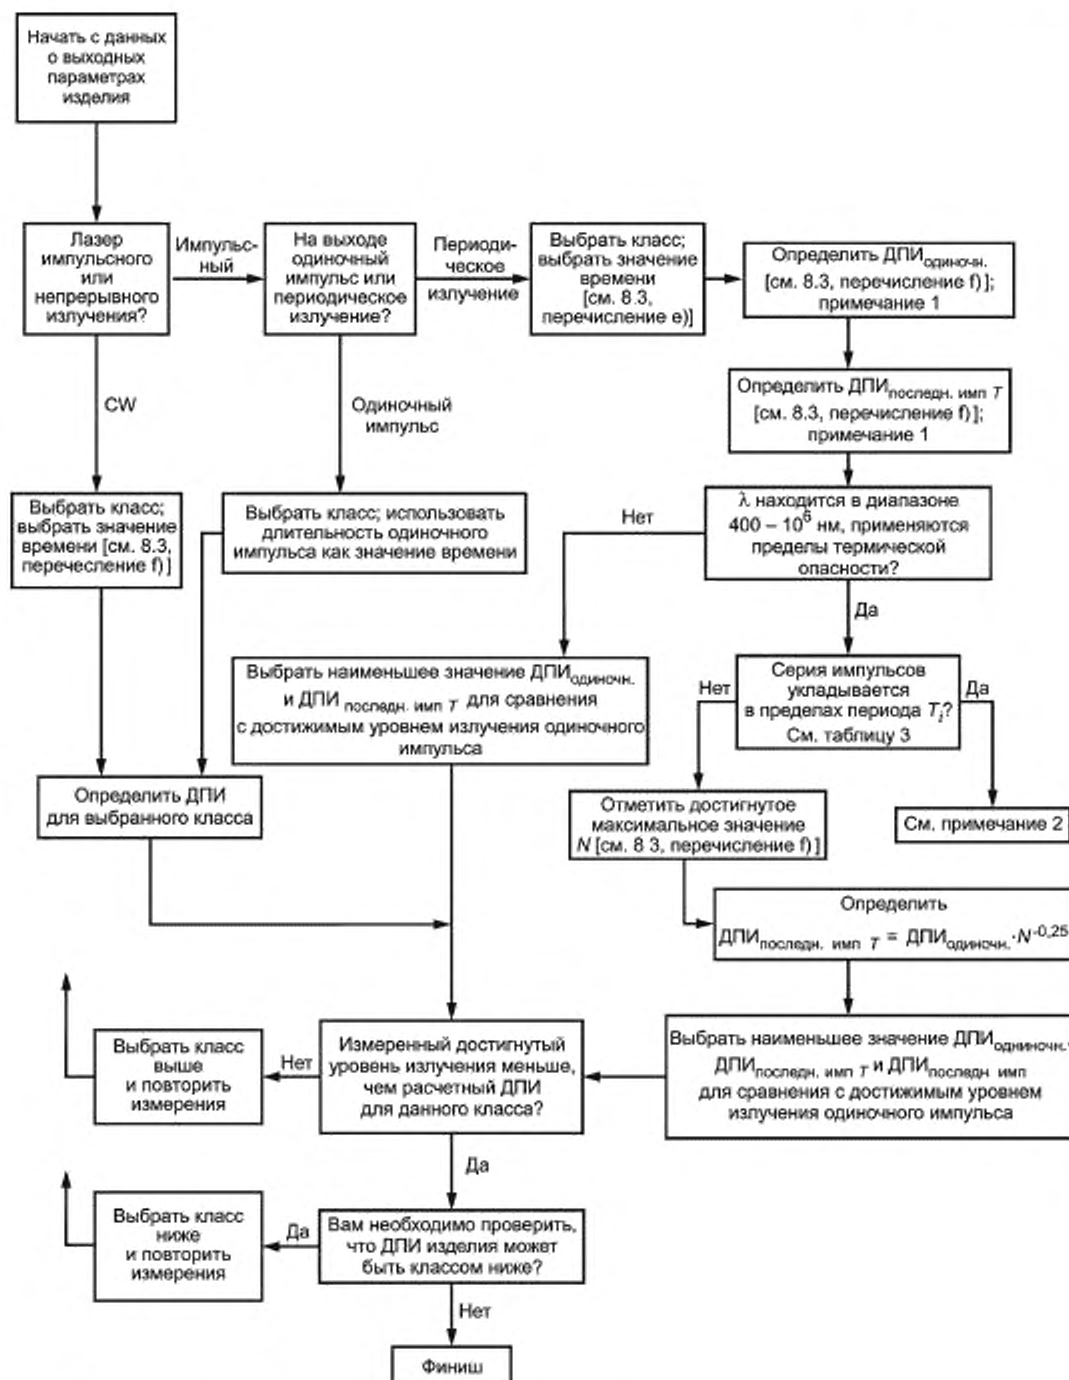 Начать с данных
о выходных
параметрах
изделия
Лазер
импульсного
или
непрерывного
излучения?
Импульс-
ный
На выходе
одиночный
импульс или
периодическое
излучение?
Периоди-
ческое
излучение
Выбрать класс;
выбрать значение
времени
[см. 8.3,
перечисление е)]
Определить ДПИодиночн.
[см. 8.3, перечисление f)];
примечание 1
CW
Одиночный
импульс
Определить ДПИпоследн. имп T
[см. 8.3, перечисление f)];
примечание 1
Выбрать класс;
выбрать значение
времени [см. 8.3,
перечесление f)]
Выбрать класс; использовать
длительность одиночного
импульса как значение времени
Нет
λ находится в диапазоне
400 – 10⁶ нм, применяются
пределы термической
опасности?
Да
Выбрать наименьшее значение ДПИодиночн.
и ДПИ последн. имп T для сравнения
с достижимым уровнем излучения одиночного
импульса
Нет
Серия импульсов
укладывается
в пределах периода Ti?
См. таблицу 3
Да
Определить ДПИ
для выбранного класса
Отметить достигнутое
максимальное значение
N [см. 8 3, перечисление f)]
См. примечание 2
Определить
ДПИпоследн. имп T = ДПИодиночн.·N⁻⁰,²⁵
Выбрать класс
выше
и повторить
измерения
Нет
Измеренный достигнутый
уровень излучения меньше,
чем расчетный ДПИ
для данного класса?
Выбрать наименьшее значение ДПИодниночн.,
ДПИпоследн. имп T и ДПИпоследн имп
для сравнения с достижимым уровнем
излучения одиночного импульса
Да
Выбрать класс
ниже
и повторить
измерения
Да
Вам необходимо проверить,
что ДПИ изделия может
быть классом ниже?
Нет
Финиш